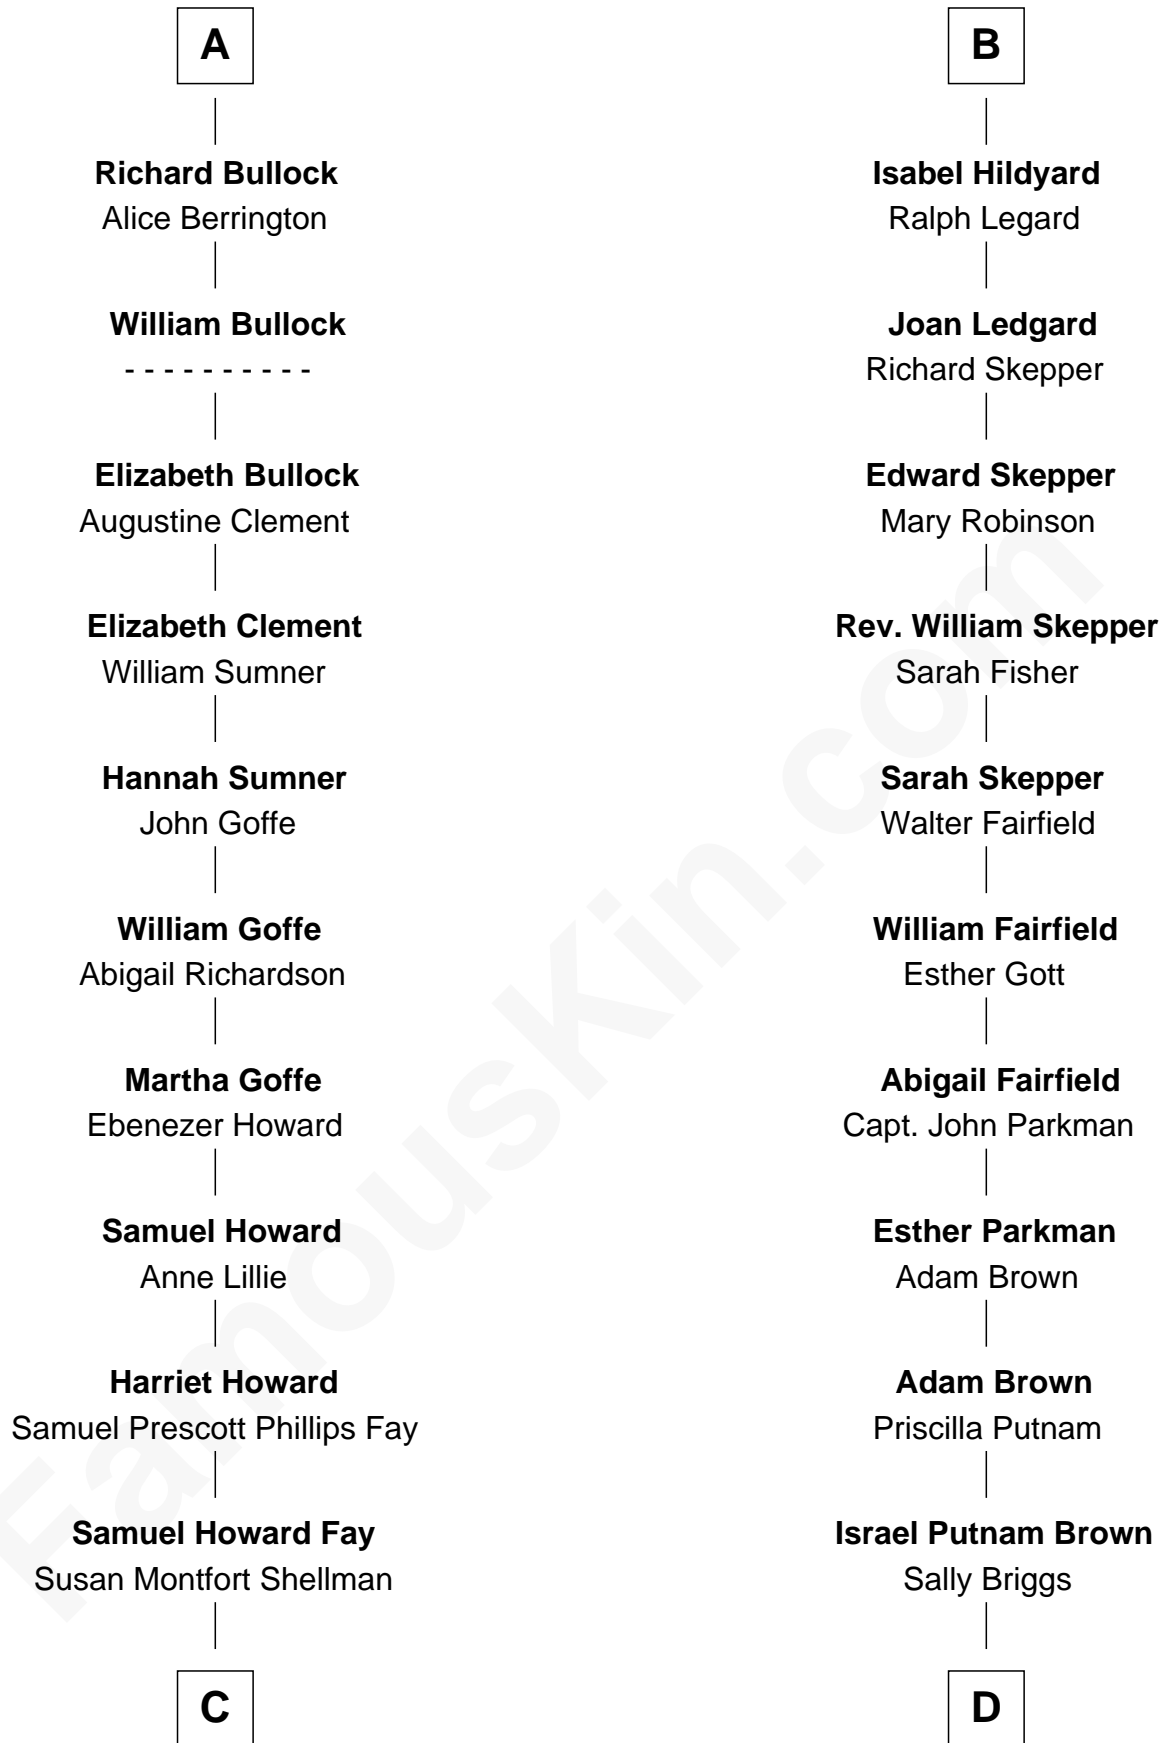 A
Richard Bullock
Alice Berrington
William Bullock
- - - - - - - - - -
Elizabeth Bullock
Augustine Clement
Elizabeth Clement
William Sumner
Hannah Sumner
John Goffe
William Goffe
Abigail Richardson
Martha Goffe
Ebenezer Howard
Samuel Howard
Anne Lillie
Harriet Howard
Samuel Prescott Phillips Fay
Samuel Howard Fay
Susan Montfort Shellman
C
B
Isabel Hildyard
Ralph Legard
Joan Ledgard
Richard Skepper
Edward Skepper
Mary Robinson
Rev. William Skepper
Sarah Fisher
Sarah Skepper
Walter Fairfield
William Fairfield
Esther Gott
Abigail Fairfield
Capt. John Parkman
Esther Parkman
Adam Brown
Adam Brown
Priscilla Putnam
Israel Putnam Brown
Sally Briggs
D
FamousKin.com